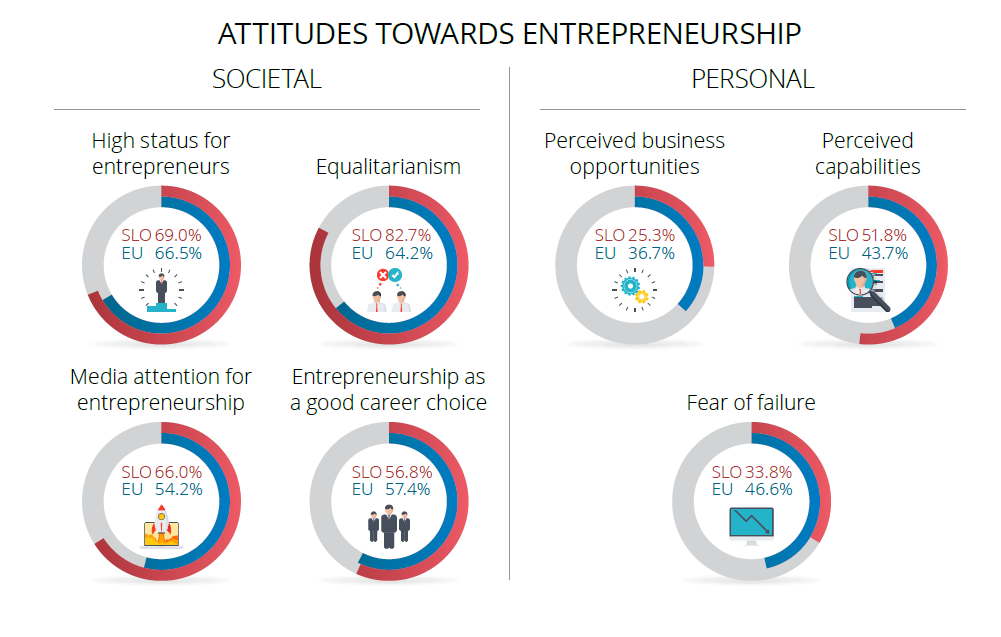 ATTITUDES TOWARDS ENTREPRENEURSHIP
SOCIETAL
High status for
entrepreneurs
SLO 69.0%
EU 66.5%
Equalitarianism
SLO 82.7%
EU 64.2%
Media attention for
entrepreneurship
SLO 66.0%
EU 54.2%
Entrepreneurship as
a good career choice
SLO 56.8%
EU 57.4%
PERSONAL
Perceived business
opportunities
SLO 25.3%
EU 36.7%
Perceived
capabilities
SLO 51.8%
EU 43.7%
Fear of failure
SLO 33.8%
EU 46.6%